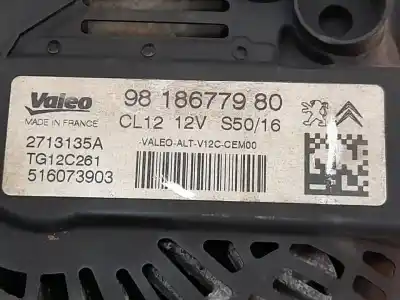 Valeo 98 186779 80
MADE IN FRANCE CL12 12V S50/16
2713135A VALEO-ALT-V12C-CEM00
TG12C261
516073903